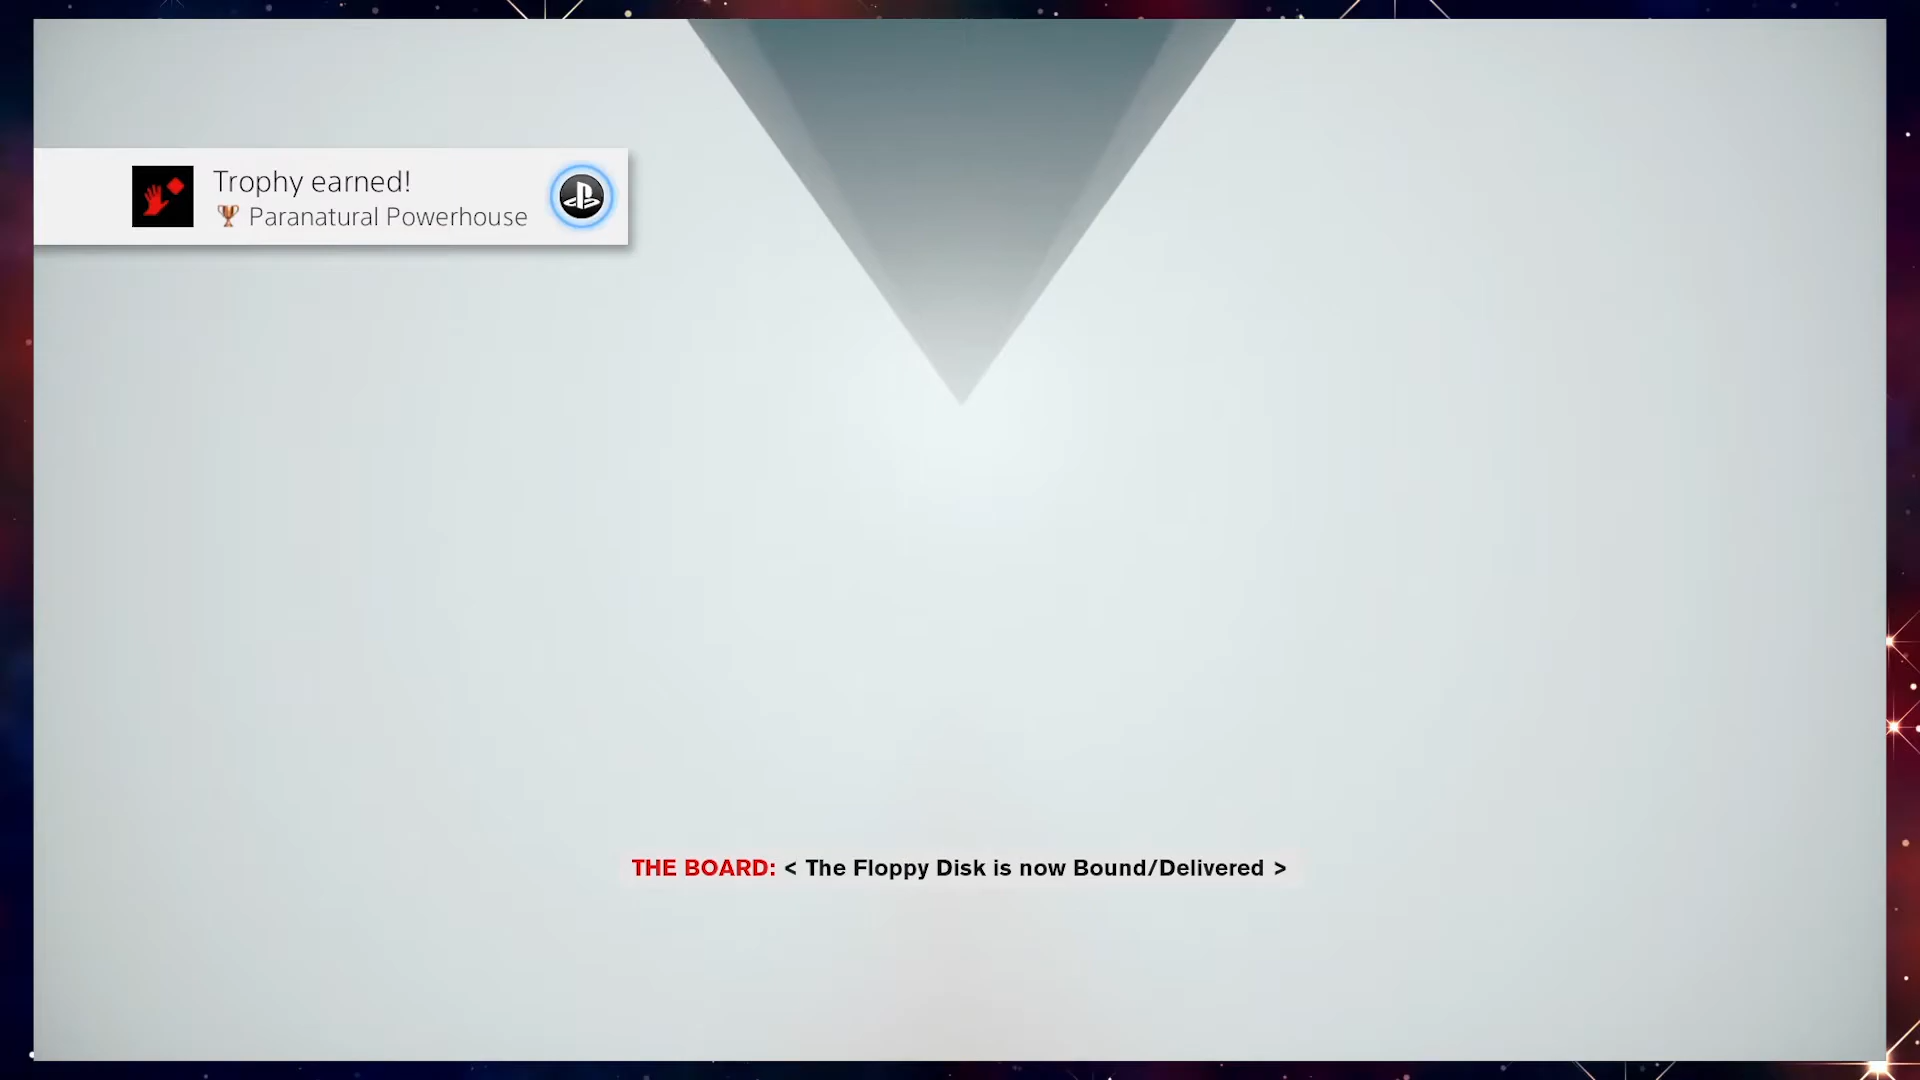 Trophy earned!
Paranatural Powerhouse
THE BOARD: < The Floppy Disk is now Bound/Delivered >